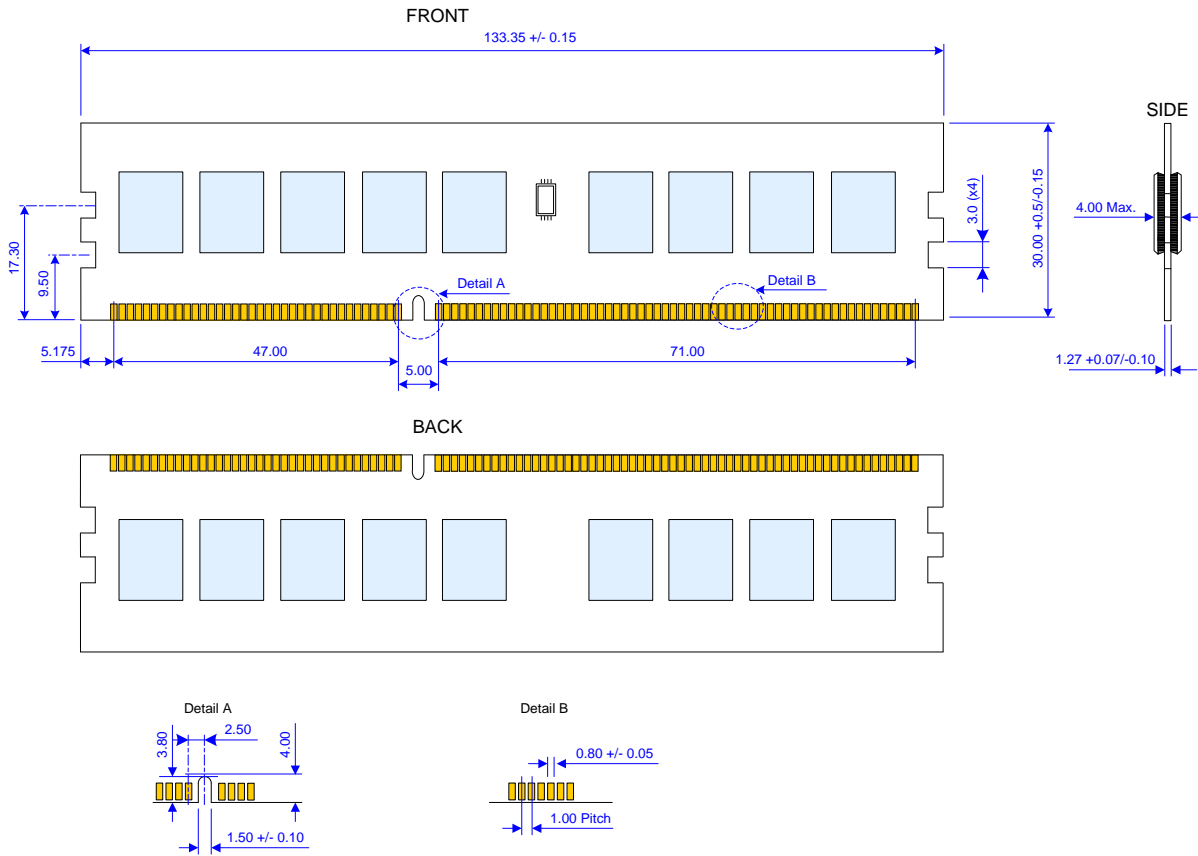 FRONT
133.35 +/- 0.15
SIDE
17.30
9.50
3.0 (x4)
30.00 +0.5/-0.15
4.00 Max.
Detail A
Detail B
5.175
47.00
5.00
71.00
1.27 +0.07/-0.10
BACK
Detail A
3.80
2.50
4.00
1.50 +/- 0.10
Detail B
0.80 +/- 0.05
1.00 Pitch